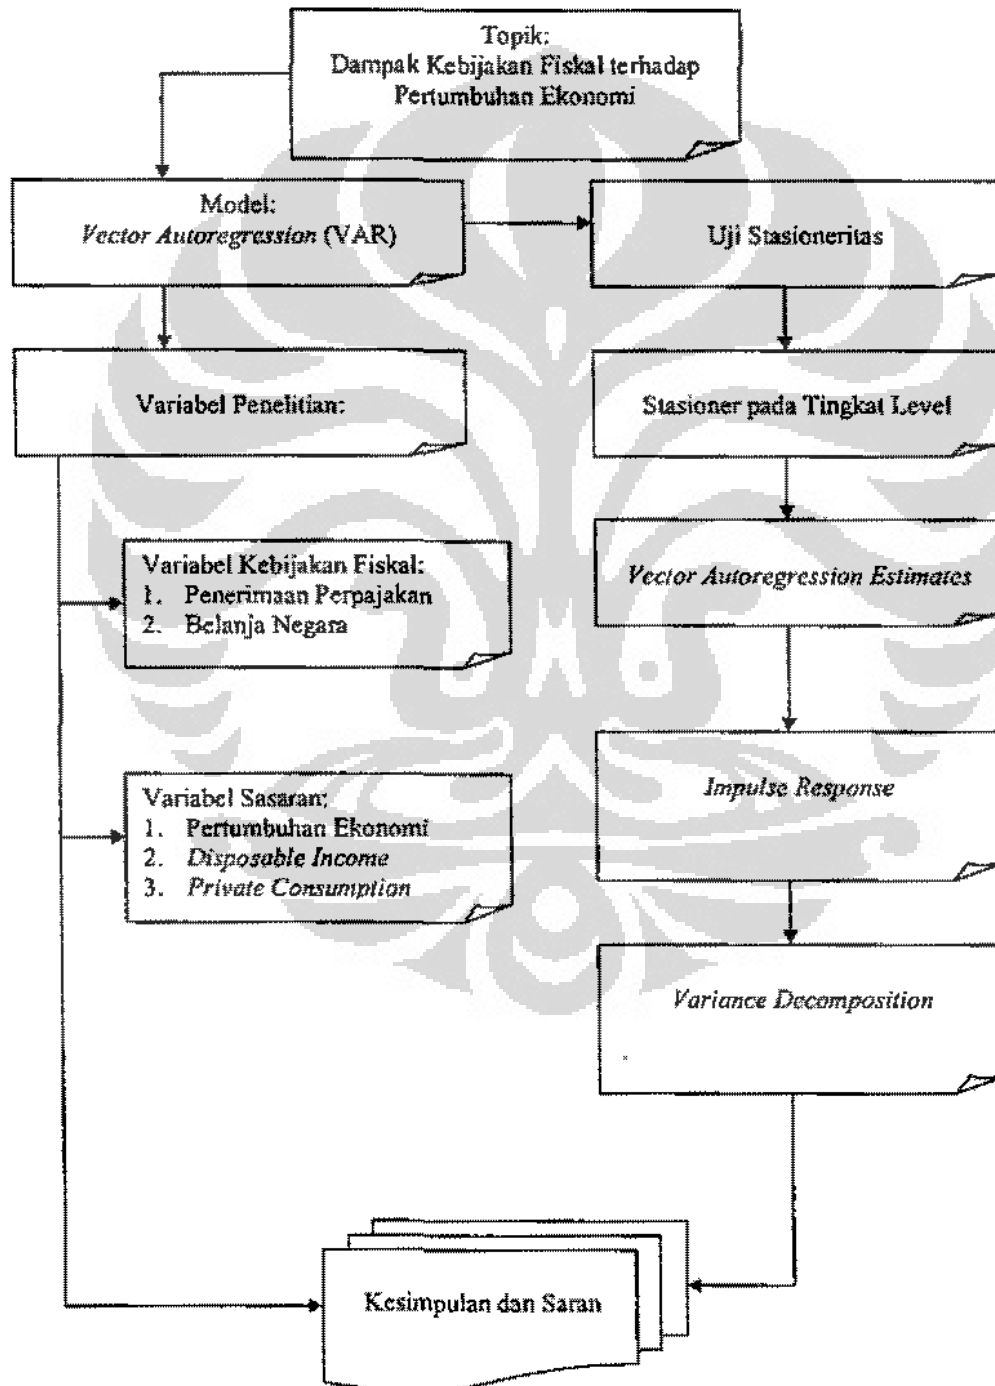 Topik:
Dampak Kebijakan Fiskal terhadap
Pertumbuhan Ekonomi
Model:
Vector Autoregression (VAR)
Uji Stasioneritas
Variabel Penelitian:
Stasioner pada Tingkat Level
Variabel Kebijakan Fiskal:
1. Penerimaan Perpajakan
2. Belanja Negara
Vector Autoregression Estimates
Impulse Response
Variabel Sasaran:
1. Pertumbuhan Ekonomi
2. Disposable Income
3. Private Consumption
Variance Decomposition
Kesimpulan dan Saran